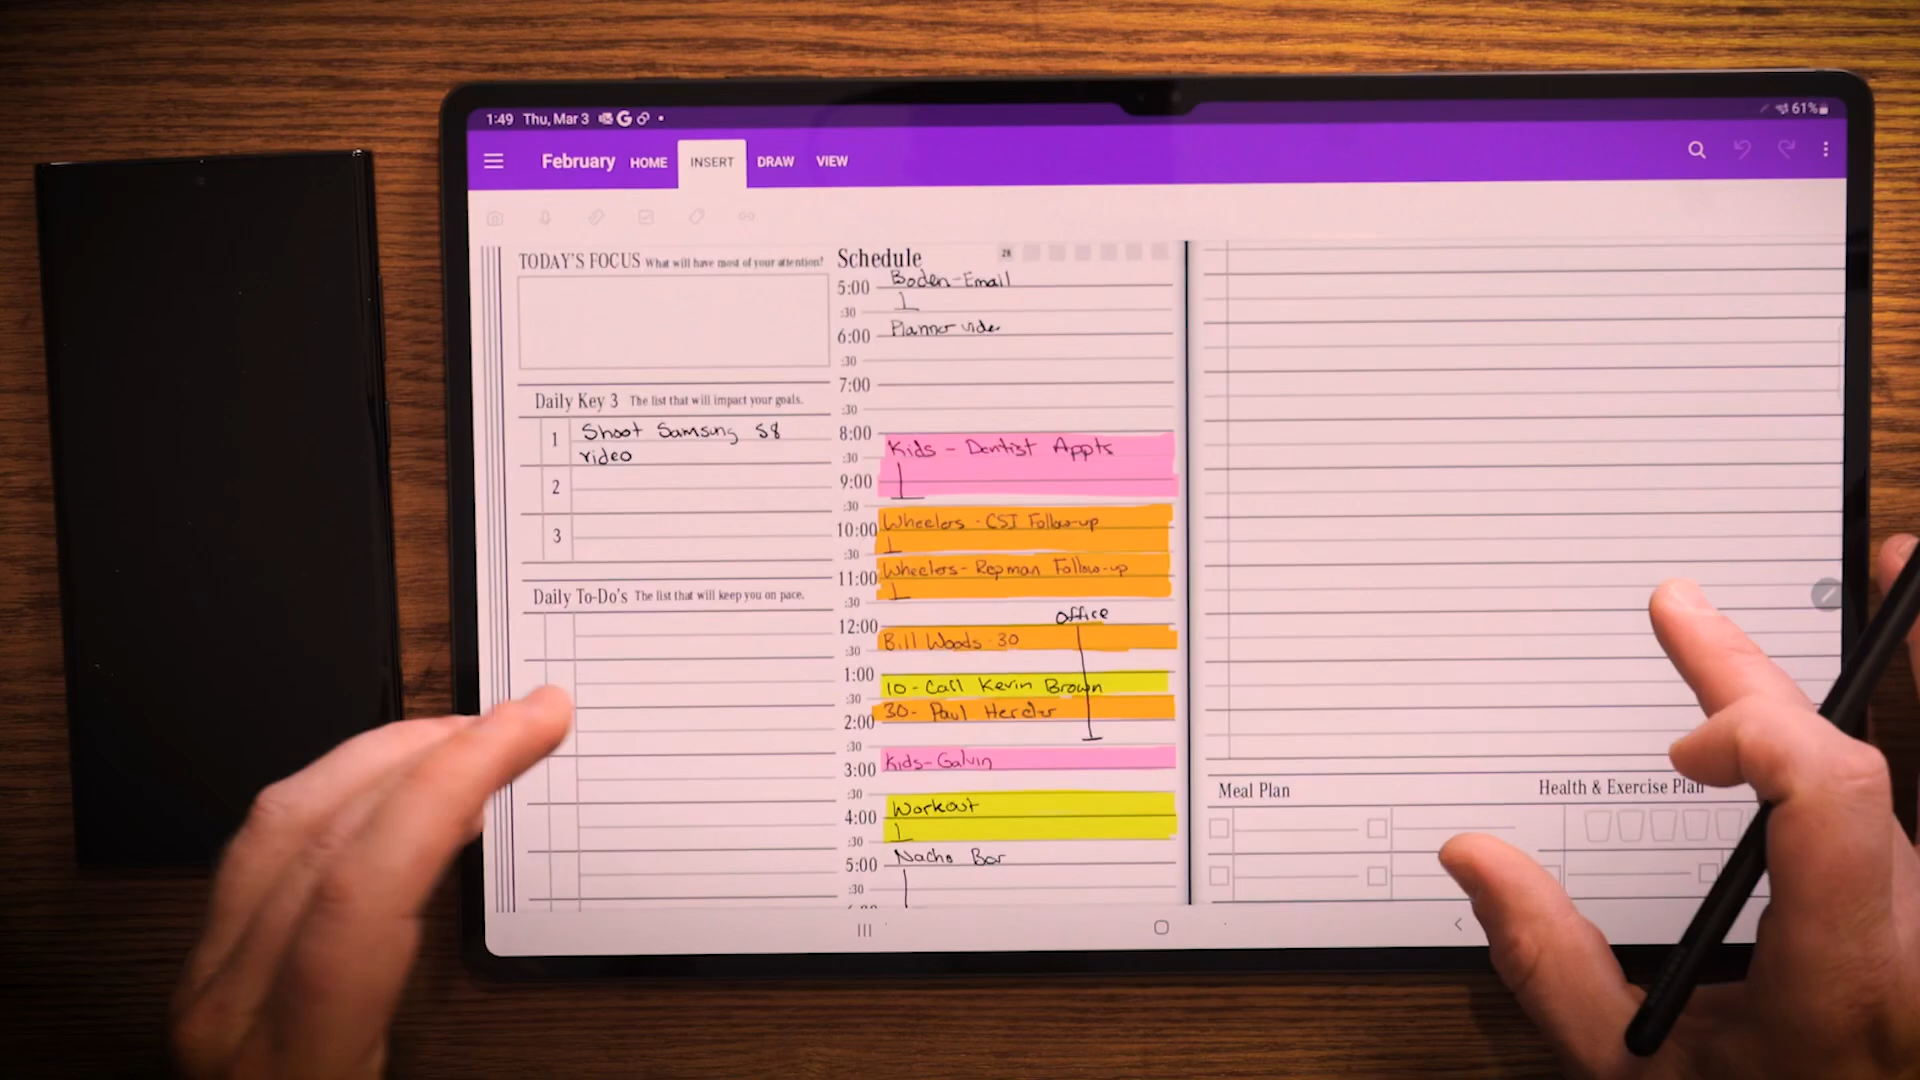 1:49 Thu, Mar 3
61%
February HOME INSERT DRAW VIEW
TODAY'S FOCUS What will have most of your attention?
Daily Key 3 The list that will impact your goals.
1 Shoot Samsung S8
video
2
3
Daily To-Do's The list that will keep you on pace.
Schedule
28
5:00 Boden-Email
:30
6:00 Planner video
:30
7:00
:30
8:00
:30 Kids - Dentist Appts
9:00
:30
10:00 Wheelers - CSI Follow-up
:30
11:00 Wheelers- Repman Follow-up
:30
office
12:00
:30 Bill Woods-30
1:00
:30 10- Call Kevin Brown
2:00 30- Paul
:30
3:00 Kids-Galvin
:30
4:00 Workout
:30
5:00 Nacho Bar
:30
Meal Plan
Health & Exercise Plan